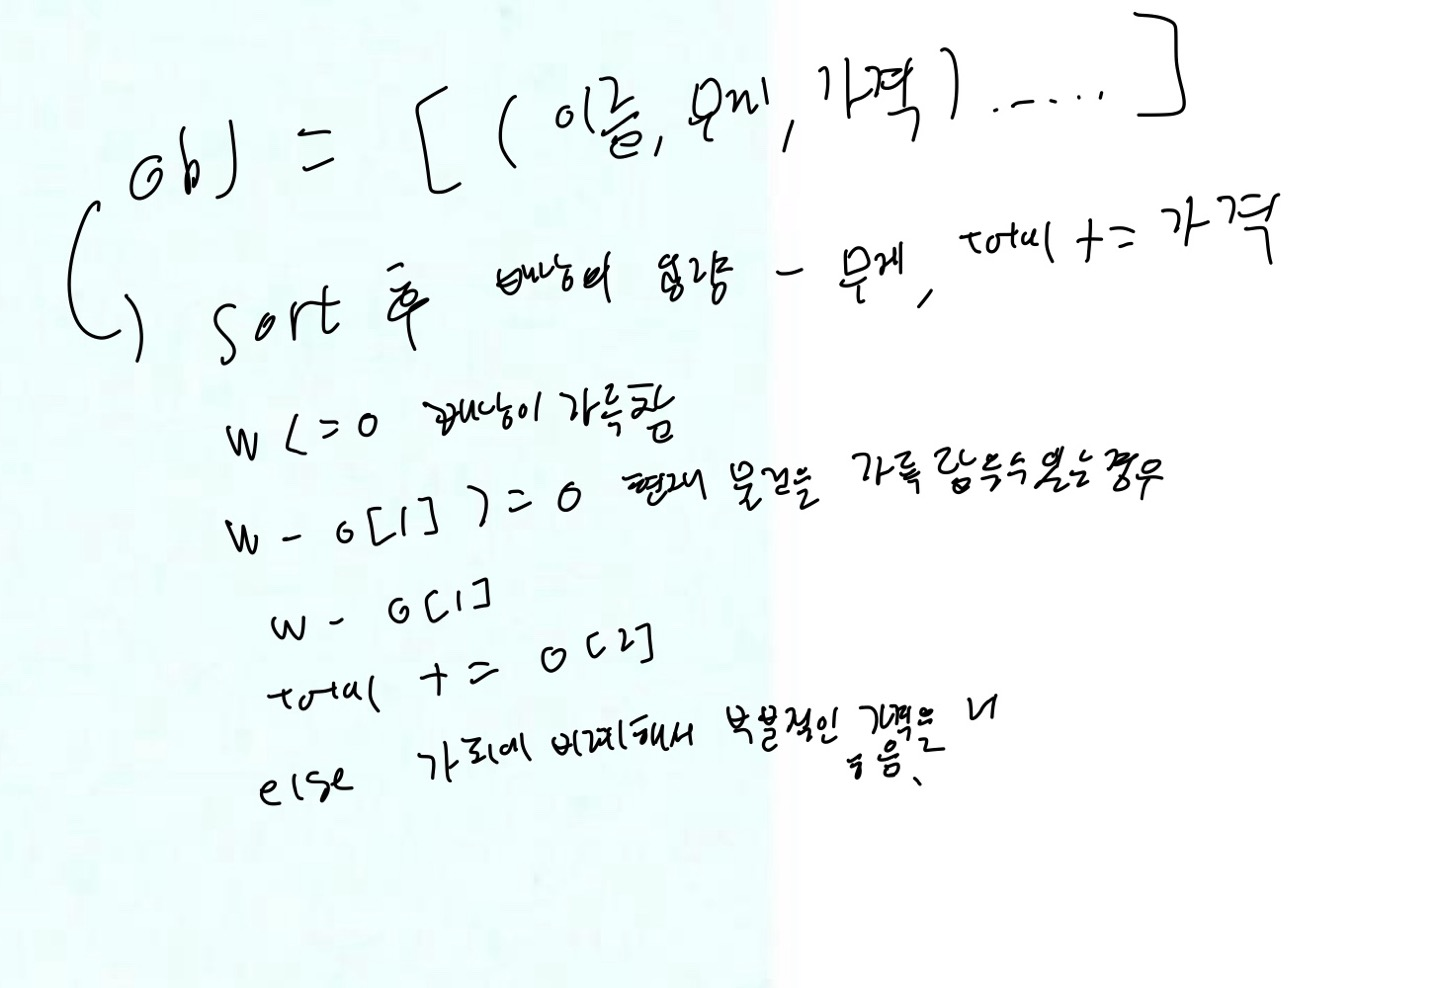 obj = [ ( 이름, 무게, 가격 ) ...... ]
sort 후 배낭의 용량 - 무게, total += 가격
w <= 0 배낭이 가득참
w - o[1] >= 0 현재 물건을 가득 담을수 있는 경우
w - o[1]
total += o[2]
else 가치에 비례해서 부분적인 가격을